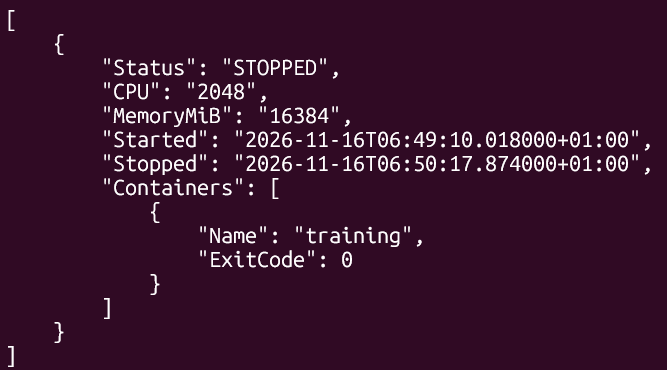 [
    {
        "Status": "STOPPED",
        "CPU": "2048",
        "MemoryMiB": "16384",
        "Started": "2026-11-16T06:49:10.018000+01:00",
        "Stopped": "2026-11-16T06:50:17.874000+01:00",
        "Containers": [
            {
                "Name": "training",
                "ExitCode": 0
            }
        ]
    }
]